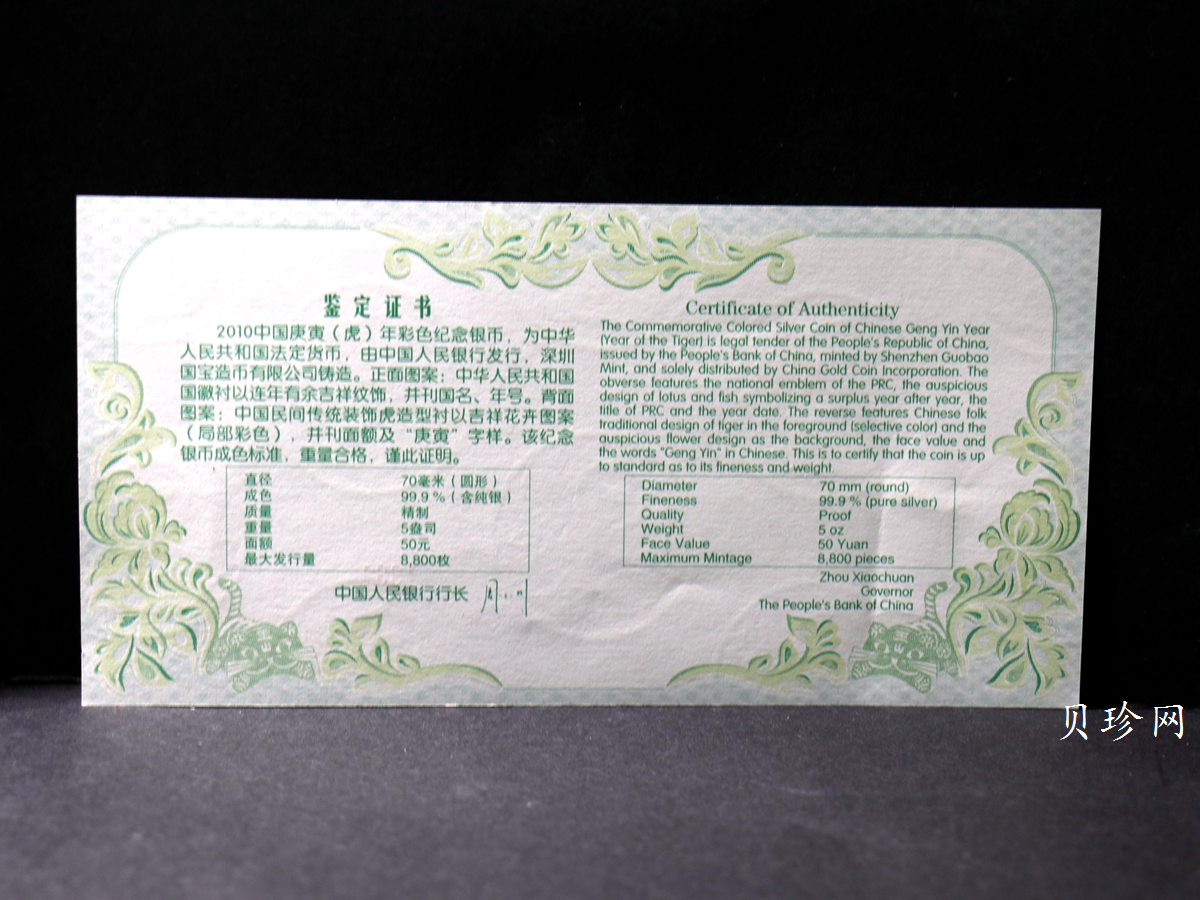 鉴定证书
2010中国庚寅（虎）年彩色纪念银币，为中华
人民共和国法定货币，由中国人民银行发行，深圳
国宝造币有限公司铸造。正面图案：中华人民共和国
国徽衬以连年有余吉祥纹饰，并刊国名、年号。背面
图案：中国民间传统装饰虎造型衬以吉祥花卉图案
（局部彩色），并刊面额及“庚寅”字样。该纪念
银币成色标准，重量合格，谨此证明。
直径 70毫米（圆形）
成色 99.9％（含纯银）
质量 精制
重量 5盎司
面额 50元
最大发行量 8,800枚
中国人民银行行长
Certificate of Authenticity
The Commemorative Colored Silver Coin of Chinese Geng Yin Year
(Year of the Tiger) is legal tender of the People's Republic of China,
issued by the People's Bank of China, minted by Shenzhen Guobao
Mint, and solely distributed by China Gold Coin Incorporation. The
obverse features the national emblem of the PRC, the auspicious
design of lotus and fish symbolizing a surplus year after year, the
title of PRC and the year date. The reverse features Chinese folk
traditional design of tiger in the foreground (selective color) and the
auspicious flower design as the background, the face value and
the words "Geng Yin" in Chinese. This is to certify that the coin is up
to standard as to its fineness and weight.
Diameter 70 mm (round)
Fineness 99.9 % (pure silver)
Quality Proof
Weight 5 oz
Face Value 50 Yuan
Maximum Mintage 8,800 pieces
Zhou Xiaochuan
Governor
The People's Bank of China
贝珍网